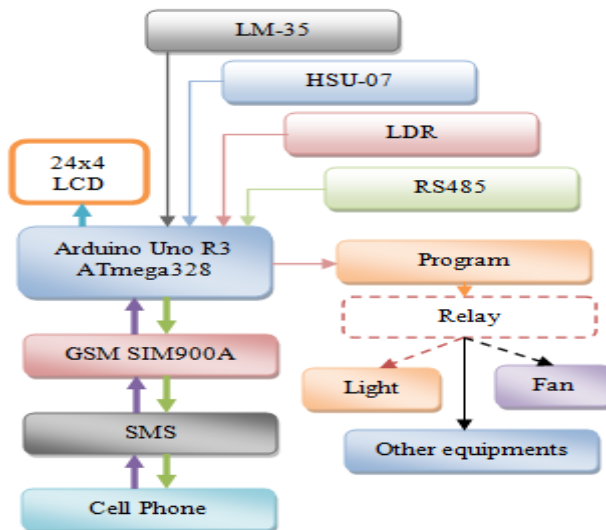 LM-35
HSU-07
LDR
24x4
LCD
RS485
Arduino Uno R3
ATmega328
Program
Relay
GSM SIM900A
Light
Fan
SMS
Other equipments
Cell Phone